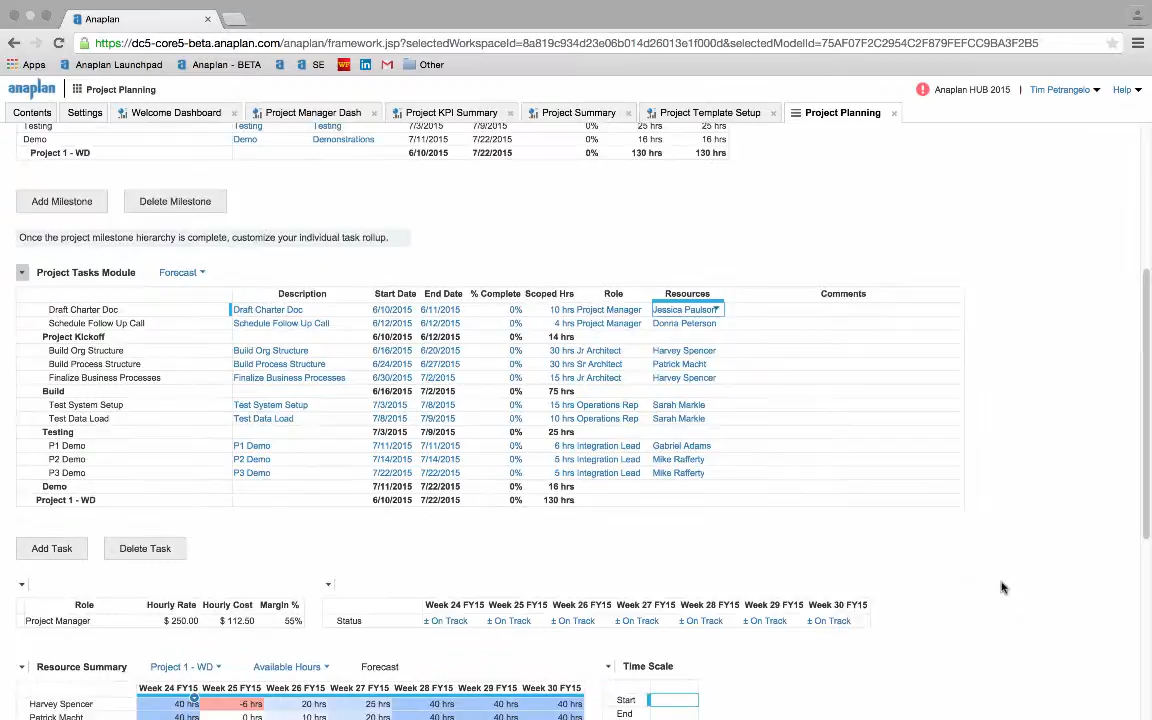 Anaplan
https://dc5-core5-beta.anaplan.com/anaplan/framework.jsp?selectedWorkspaceId=8a819c934d23e06b014d26013e1f000d&selectedModelId=75AF07F2C2954C2F879FEFCC9BA3F2B5
Apps Anaplan Launchpad Anaplan - BETA SE WF Other
anaplan Project Planning Anaplan HUB 2015 Tim Petrangelo Help
Contents Settings Welcome Dashboard Project Manager Dash Project KPI Summary Project Summary Project Template Setup Project Planning
Testing Testing Testing 7/3/2015 7/9/2015 0% 25 hrs 25 hrs
Demo Demo Demonstrations 7/11/2015 7/22/2015 0% 16 hrs 16 hrs
Project 1 - WD 6/10/2015 7/22/2015 0% 130 hrs 130 hrs
Add Milestone Delete Milestone
Once the project milestone hierarchy is complete, customize your individual task rollup.
Project Tasks Module Forecast
Description Start Date End Date % Complete Scoped Hrs Role Resources Comments
Draft Charter Doc Draft Charter Doc 6/10/2015 6/11/2015 0% 10 hrs Project Manager Jessica Paulson
Schedule Follow Up Call Schedule Follow Up Call 6/12/2015 6/12/2015 0% 4 hrs Project Manager Donna Peterson
Project Kickoff 6/10/2015 6/12/2015 0% 14 hrs
Build Org Structure Build Org Structure 6/16/2015 6/20/2015 0% 30 hrs Jr Architect Harvey Spencer
Build Process Structure Build Process Structure 6/24/2015 6/27/2015 0% 30 hrs Sr Architect Patrick Macht
Finalize Business Processes Finalize Business Processes 6/30/2015 7/2/2015 0% 15 hrs Jr Architect Harvey Spencer
Build 6/16/2015 7/2/2015 0% 75 hrs
Test System Setup Test System Setup 7/3/2015 7/8/2015 0% 15 hrs Operations Rep Sarah Markle
Test Data Load Test Data Load 7/8/2015 7/9/2015 0% 10 hrs Operations Rep Sarah Markle
Testing 7/3/2015 7/9/2015 0% 25 hrs
P1 Demo P1 Demo 7/11/2015 7/11/2015 0% 6 hrs Integration Lead Gabriel Adams
P2 Demo P2 Demo 7/14/2015 7/14/2015 0% 5 hrs Integration Lead Mike Rafferty
P3 Demo P3 Demo 7/22/2015 7/22/2015 0% 5 hrs Integration Lead Mike Rafferty
Demo 7/11/2015 7/22/2015 0% 16 hrs
Project 1 - WD 6/10/2015 7/22/2015 0% 130 hrs
Add Task Delete Task
Role Hourly Rate Hourly Cost Margin % Week 24 FY15 Week 25 FY15 Week 26 FY15 Week 27 FY15 Week 28 FY15 Week 29 FY15 Week 30 FY15
Project Manager $ 250.00 $ 112.50 55% Status ± On Track ± On Track ± On Track ± On Track ± On Track ± On Track ± On Track
Resource Summary Project 1 - WD Available Hours Forecast Time Scale
Week 24 FY15 Week 25 FY15 Week 26 FY15 Week 27 FY15 Week 28 FY15 Week 29 FY15 Week 30 FY15
Harvey Spencer 40 hrs -6 hrs 20 hrs 25 hrs 40 hrs 40 hrs 40 hrs Start
Patrick Macht 40 hrs 0 hrs 10 hrs 20 hrs 40 hrs 40 hrs 40 hrs End